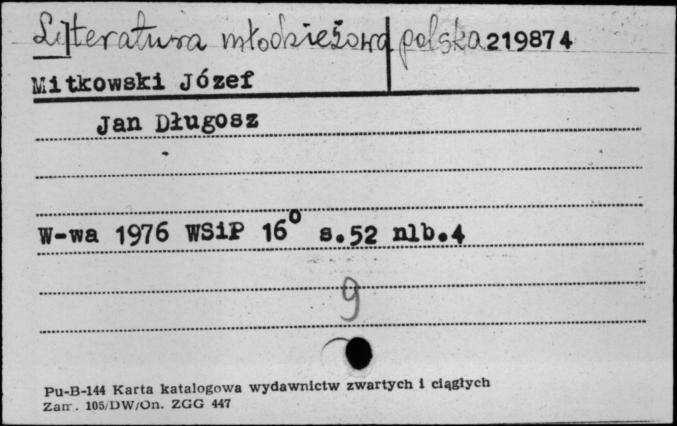 Literatura młodzieżowa polska 219874
Mitkowski Józef
Jan Długosz
W-wa 1976 WSiP 16° s.52 nlb.4
9
Pu-B-144 Karta katalogowa wydawnictw zwartych i ciągłych
Zam. 105/DW/On. ZGG 447